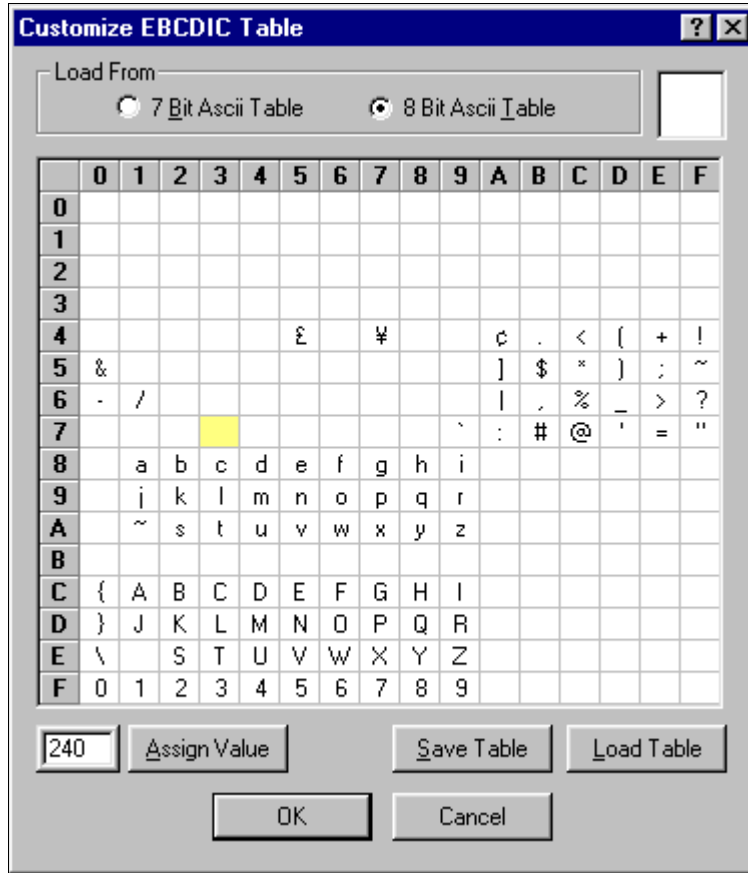 Customize EBCDIC Table
Load From
7 Bit Ascii Table 8 Bit Ascii Table
0 1 2 3 4 5 6 7 8 9 A B C D E F
0
1
2
3
4 £ ¥ ¢ . < ( + !
5 & ] $ * ) ; ~
6 - / | , % _ > ?
7 ` : # @ ' = "
8 a b c d e f g h i
9 j k l m n o p q r
A ~ s t u v w x y z
B
C { A B C D E F G H I
D } J K L M N O P Q R
E \ S T U V W X Y Z
F 0 1 2 3 4 5 6 7 8 9
240 Assign Value Save Table Load Table
OK Cancel